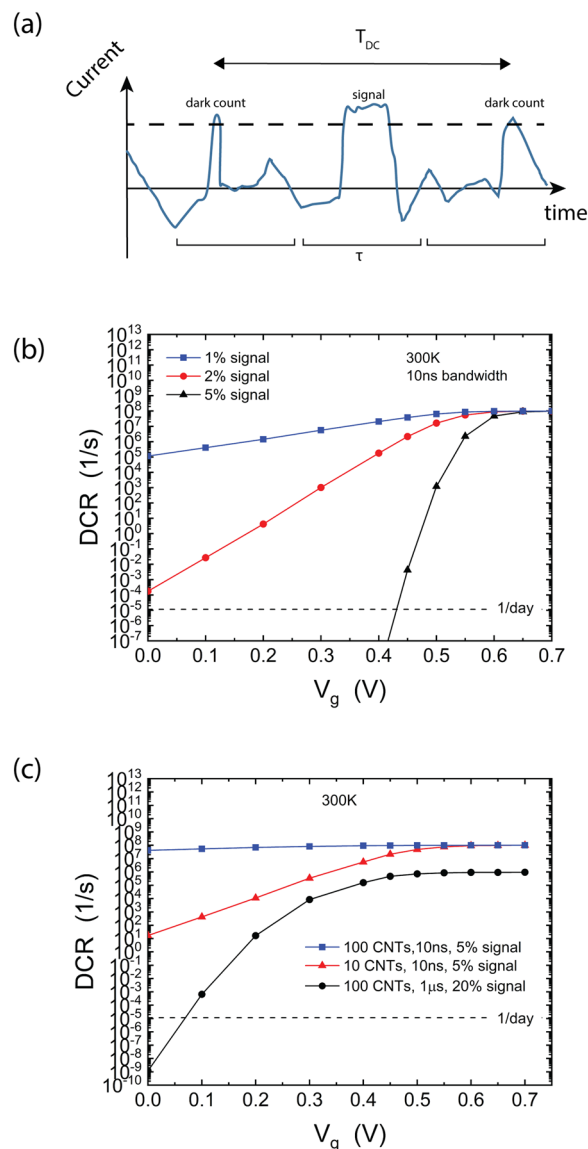 (a)
T_DC
Current
dark count
signal
dark count
time
τ
(b)
10^13
10^12
10^11
10^10
10^9
10^8
10^7
10^6
10^5
10^4
10^3
10^2
10^1
10^0
10^-1
10^-2
10^-3
10^-4
10^-5
10^-6
10^-7
DCR (1/s)
1% signal
2% signal
5% signal
300K
10ns bandwidth
1/day
0.0 0.1 0.2 0.3 0.4 0.5 0.6 0.7
V_g (V)
(c)
10^13
10^12
10^11
10^10
10^9
10^8
10^7
10^6
10^5
10^4
10^3
10^2
10^1
10^0
10^-1
10^-2
10^-3
10^-4
10^-5
10^-6
10^-7
10^-8
10^-9
10^-10
DCR (1/s)
300K
100 CNTs,10ns, 5% signal
10 CNTs, 10ns, 5% signal
100 CNTs, 1μs, 20% signal
1/day
0.0 0.1 0.2 0.3 0.4 0.5 0.6 0.7
V_g (V)